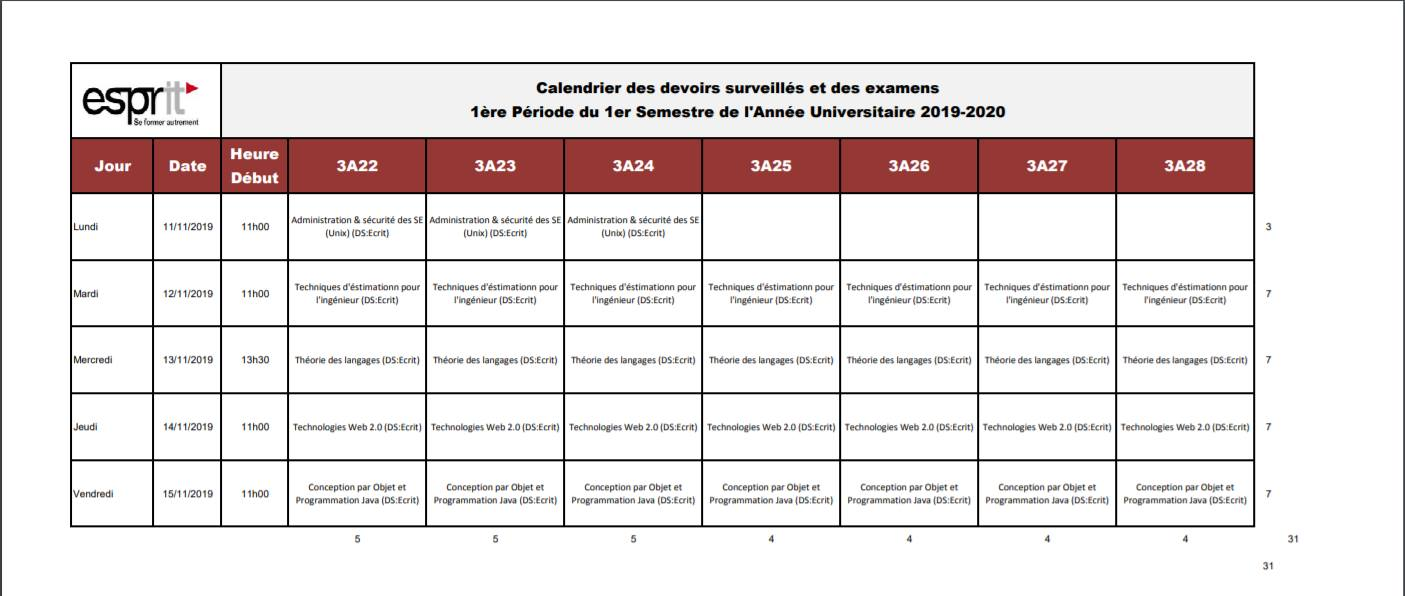 esprit
Se former autrement
Calendrier des devoirs surveillés et des examens
1ère Période du 1er Semestre de l'Année Universitaire 2019-2020
Jour Date Heure Début 3A22 3A23 3A24 3A25 3A26 3A27 3A28
Lundi 11/11/2019 11h00 Administration & sécurité des SE (Unix) (DS:Ecrit) Administration & sécurité des SE (Unix) (DS:Ecrit) Administration & sécurité des SE (Unix) (DS:Ecrit) 3
Mardi 12/11/2019 11h00 Techniques d'éstimationn pour l'ingénieur (DS:Ecrit) Techniques d'éstimationn pour l'ingénieur (DS:Ecrit) Techniques d'éstimationn pour l'ingénieur (DS:Ecrit) Techniques d'éstimationn pour l'ingénieur (DS:Ecrit) Techniques d'éstimationn pour l'ingénieur (DS:Ecrit) Techniques d'éstimationn pour l'ingénieur (DS:Ecrit) Techniques d'éstimationn pour l'ingénieur (DS:Ecrit) 7
Mercredi 13/11/2019 13h30 Théorie des langages (DS:Ecrit) Théorie des langages (DS:Ecrit) Théorie des langages (DS:Ecrit) Théorie des langages (DS:Ecrit) Théorie des langages (DS:Ecrit) Théorie des langages (DS:Ecrit) Théorie des langages (DS:Ecrit) 7
Jeudi 14/11/2019 11h00 Technologies Web 2.0 (DS:Ecrit) Technologies Web 2.0 (DS:Ecrit) Technologies Web 2.0 (DS:Ecrit) Technologies Web 2.0 (DS:Ecrit) Technologies Web 2.0 (DS:Ecrit) Technologies Web 2.0 (DS:Ecrit) Technologies Web 2.0 (DS:Ecrit) 7
Vendredi 15/11/2019 11h00 Conception par Objet et Programmation Java (DS:Ecrit) Conception par Objet et Programmation Java (DS:Ecrit) Conception par Objet et Programmation Java (DS:Ecrit) Conception par Objet et Programmation Java (DS:Ecrit) Conception par Objet et Programmation Java (DS:Ecrit) Conception par Objet et Programmation Java (DS:Ecrit) Conception par Objet et Programmation Java (DS:Ecrit) 7
5 5 5 4 4 4 4 31
31